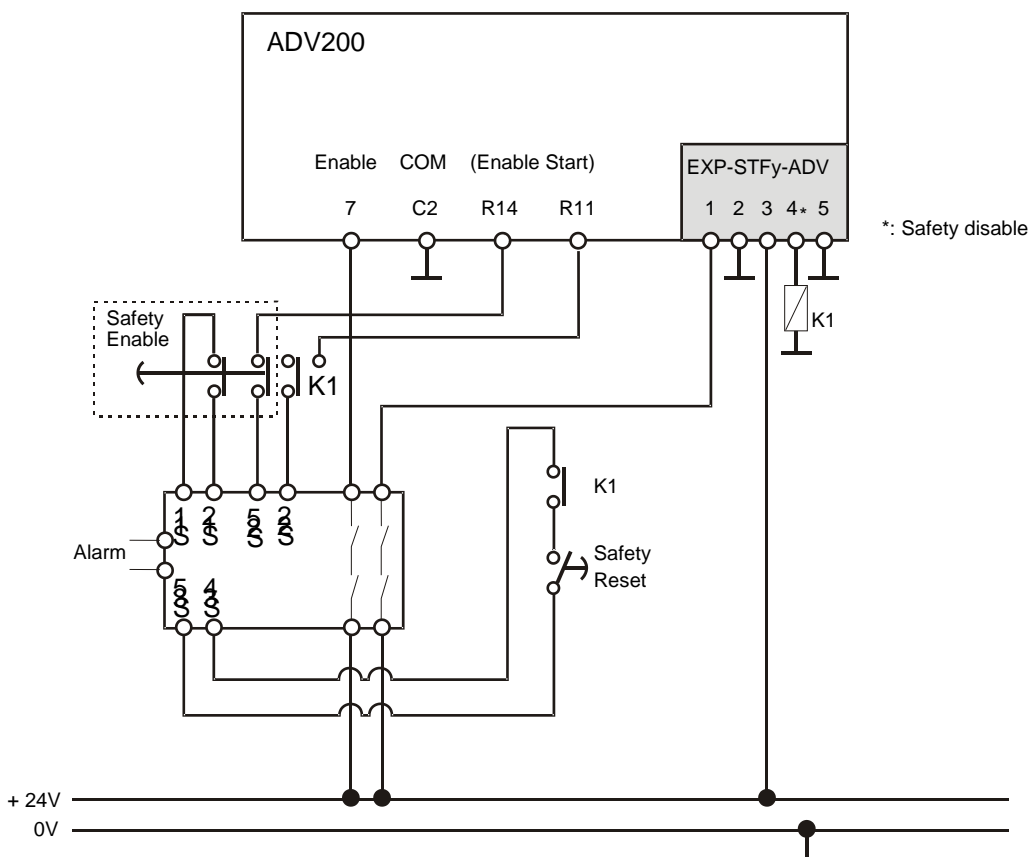 ADV200
Enable COM (Enable Start)
7 C2 R14 R11
EXP-STFy-ADV
1 2 3 4* 5
*: Safety disable
K1
Safety
Enable
K1
K1
Safety
Reset
Alarm
+ 24V
0V